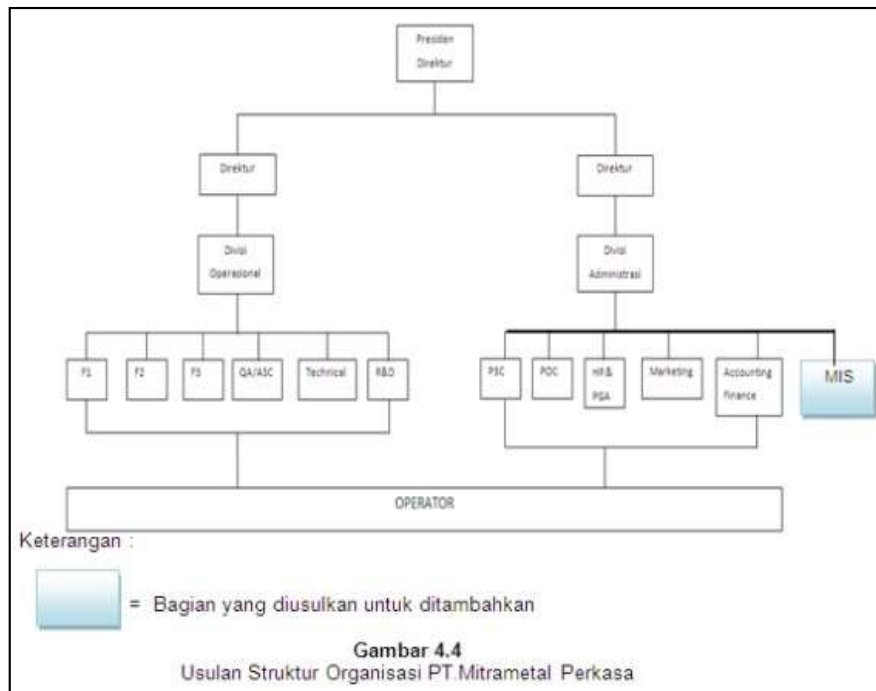 Presiden
Direktur
Direktur
Direktur
Divisi
Operasional
Divisi
Administrasi
F1
F2
F3
QA/ASC
Technical
R&D
PSC
POC
HR &
PGA
Marketing
Accounting
Finance
MIS
OPERATOR
Keterangan :
= Bagian yang diusulkan untuk ditambahkan
Gambar 4.4
Usulan Struktur Organisasi PT.Mitrametal Perkasa